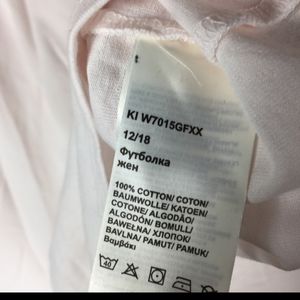 KI W7015GFXX
12/18
Футболка
жен
100% COTTON/ COTON/
BAUMWOLLE/ KATOEN/
COTONE/ ALGODÃO/
ALGODÓN/ BOMULL/
BAWEŁNA/ ХЛОПОК/
BAVLNA/ PAMUT/ PAMUK/
Βαμβάκι
40